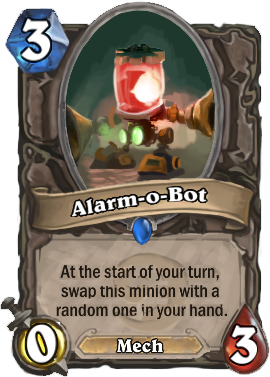 3
Alarm-o-Bot
At the start of your turn,
swap this minion with a
random one in your hand.
0
Mech
3